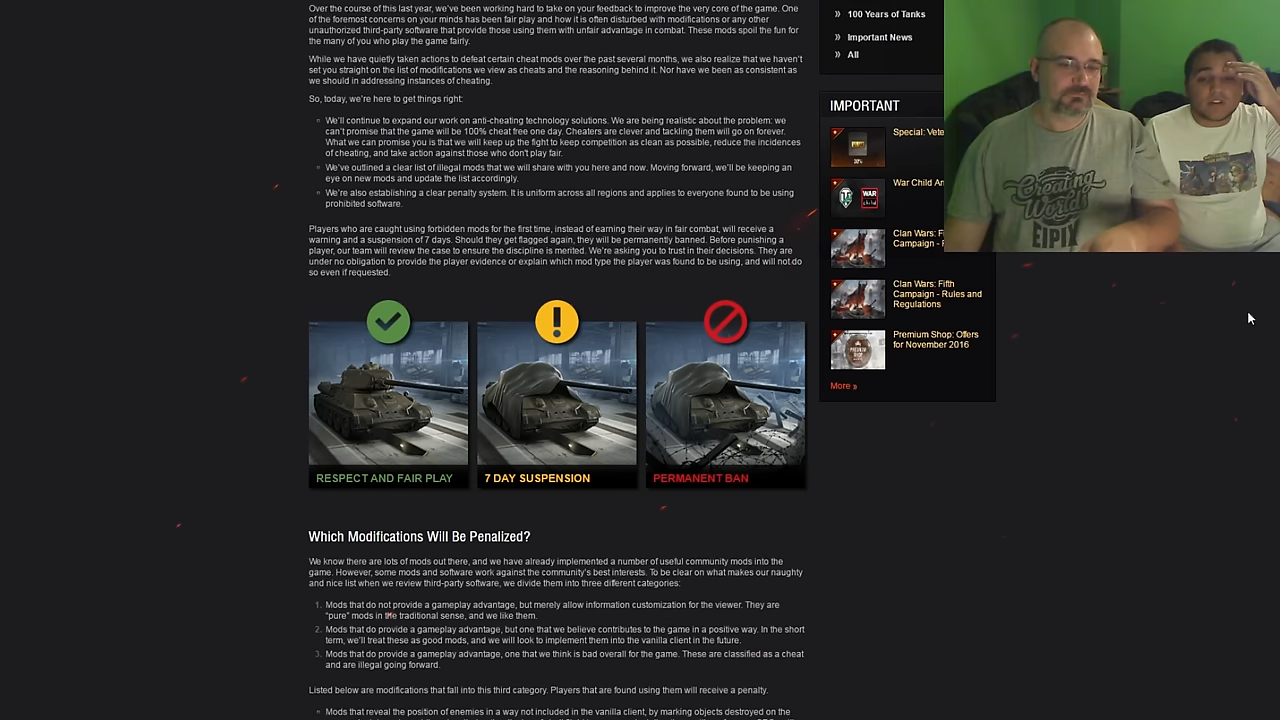 Over the course of this last year, we've been working hard to take on your feedback to improve the very core of the game. One
of the foremost concerns on your minds has been fair play and how it is often disturbed with modifications or any other
unauthorized third-party software that provide those using them with unfair advantage in combat. These mods spoil the fun for
the many of you who play the game fairly.
While we have quietly taken actions to defeat certain cheat mods over the past several months, we also realize that we haven't
set you straight on the list of modifications we view as cheats and the reasoning behind it. Nor have we been as consistent as
we should in addressing instances of cheating.
So, today, we're here to get things right:
We'll continue to expand our work on anti-cheating technology solutions. We are being realistic about the problem: we
can't promise that the game will be 100% cheat free one day. Cheaters are clever and tackling them will go on forever.
What we can promise you is that we will keep up the fight to keep competition as clean as possible, reduce the incidences
of cheating, and take action against those who don't play fair.
We've outlined a clear list of illegal mods that we will share with you here and now. Moving forward, we'll be keeping an
eye on new mods and update the list accordingly.
We're also establishing a clear penalty system. It is uniform across all regions and applies to everyone found to be using
prohibited software.
Players who are caught using forbidden mods for the first time, instead of earning their way in fair combat, will receive a
warning and a suspension of 7 days. Should they get flagged again, they will be permanently banned. Before punishing a
player, our team will review the case to ensure the discipline is merited. We're asking you to trust in their decisions. They are
under no obligation to provide the player evidence or explain which mod type the player was found to be using, and will not do
so even if requested.
RESPECT AND FAIR PLAY
7 DAY SUSPENSION
PERMANENT BAN
Which Modifications Will Be Penalized?
We know there are lots of mods out there, and we have already implemented a number of useful community mods into the
game. However, some mods and software work against the community's best interests. To be clear on what makes our naughty
and nice list when we review third-party software, we divide them into three different categories:
1. Mods that do not provide a gameplay advantage, but merely allow information customization for the viewer. They are
"pure" mods in the traditional sense, and we like them.
2. Mods that do provide a gameplay advantage, but one that we believe contributes to the game in a positive way. In the short
term, we'll treat these as good mods, and we will look to implement them into the vanilla client in the future.
3. Mods that do provide a gameplay advantage, one that we think is bad overall for the game. These are classified as a cheat
and are illegal going forward.
Listed below are modifications that fall into this third category. Players that are found using them will receive a penalty.
Mods that reveal the position of enemies in a way not included in the vanilla client, by marking objects destroyed on the
100 Years of Tanks
Important News
All
IMPORTANT
Special: Vete
War Child An
WAR
Clan Wars: Fifth
Campaign - R
Clan Wars: Fifth
Campaign - Rules and
Regulations
Premium Shop: Offers
for November 2016
More »
Creating
Worlds
EIPIX